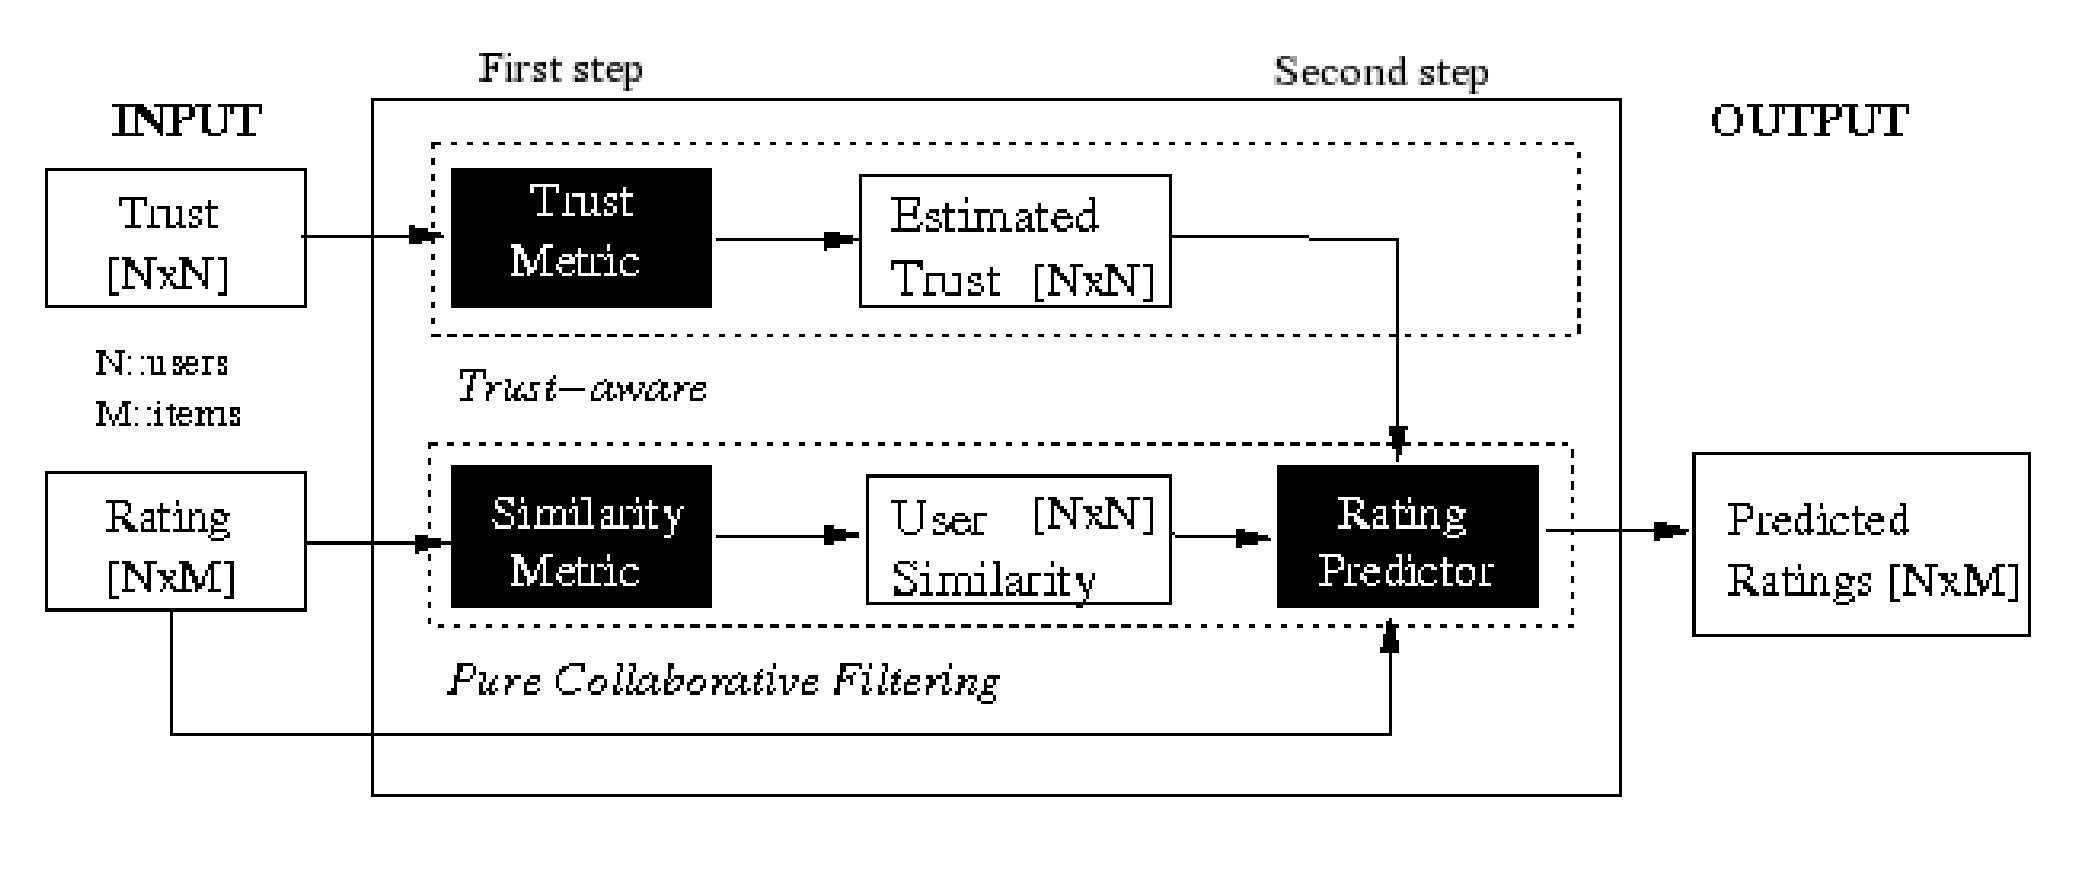 First step
Second step
INPUT
OUTPUT
Trust
[NxN]
Trust
Metric
Estimated
Trust [NxN]
N: :users
M: :items
Trust-aware
Rating
[NxM]
Similarity
Metric
User [NxN]
Similarity
Rating
Predictor
Predicted
Ratings [NxM]
Pure Collaborative Filtering